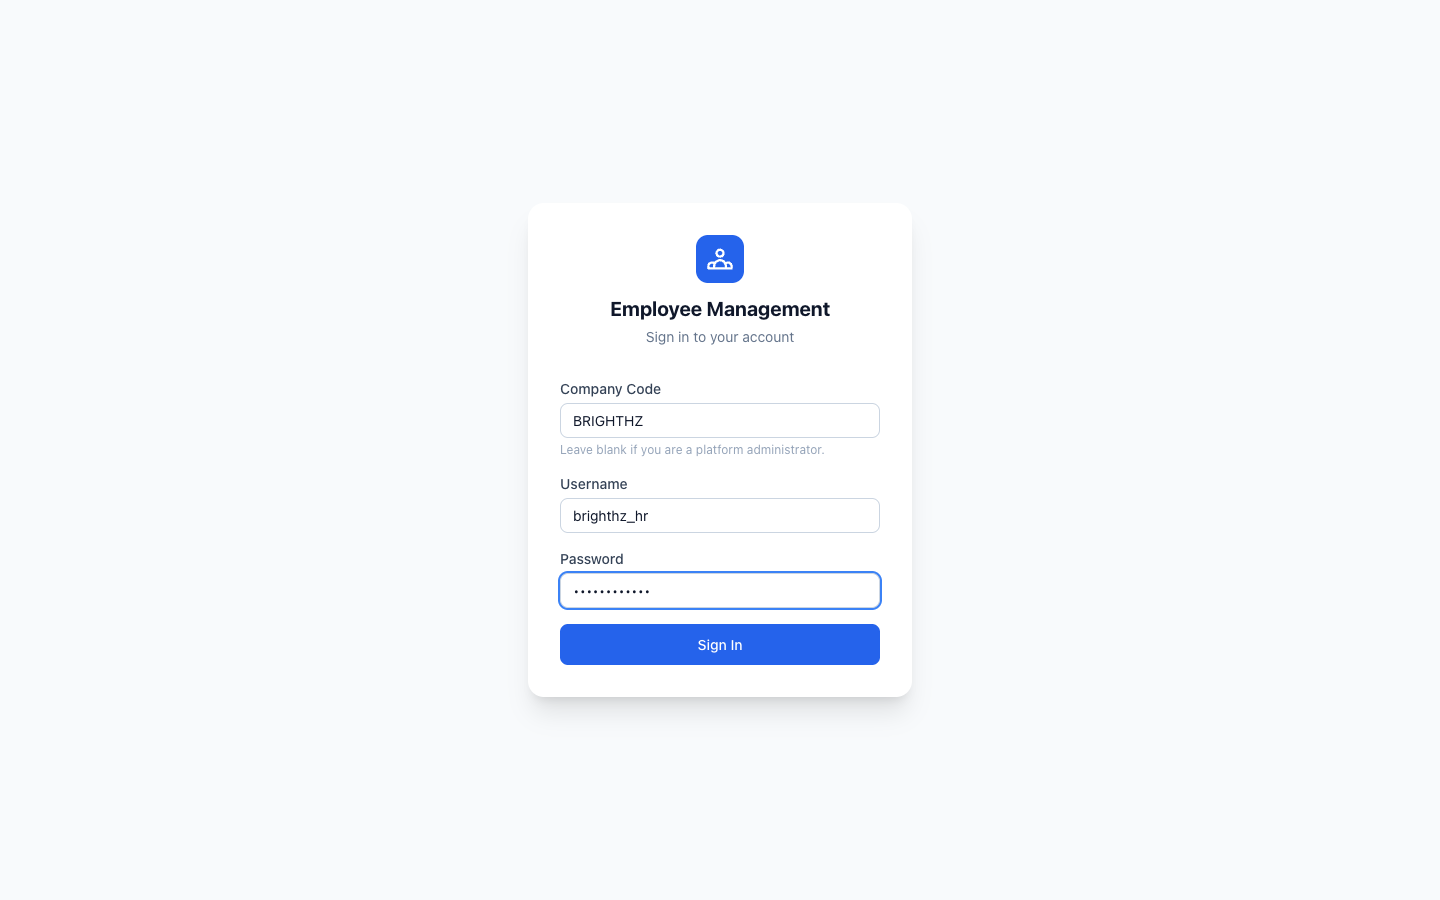 Employee Management
Sign in to your account
Company Code
BRIGHTHZ
Leave blank if you are a platform administrator.
Username
brighthz_hr
Password
••••••••••••
Sign In